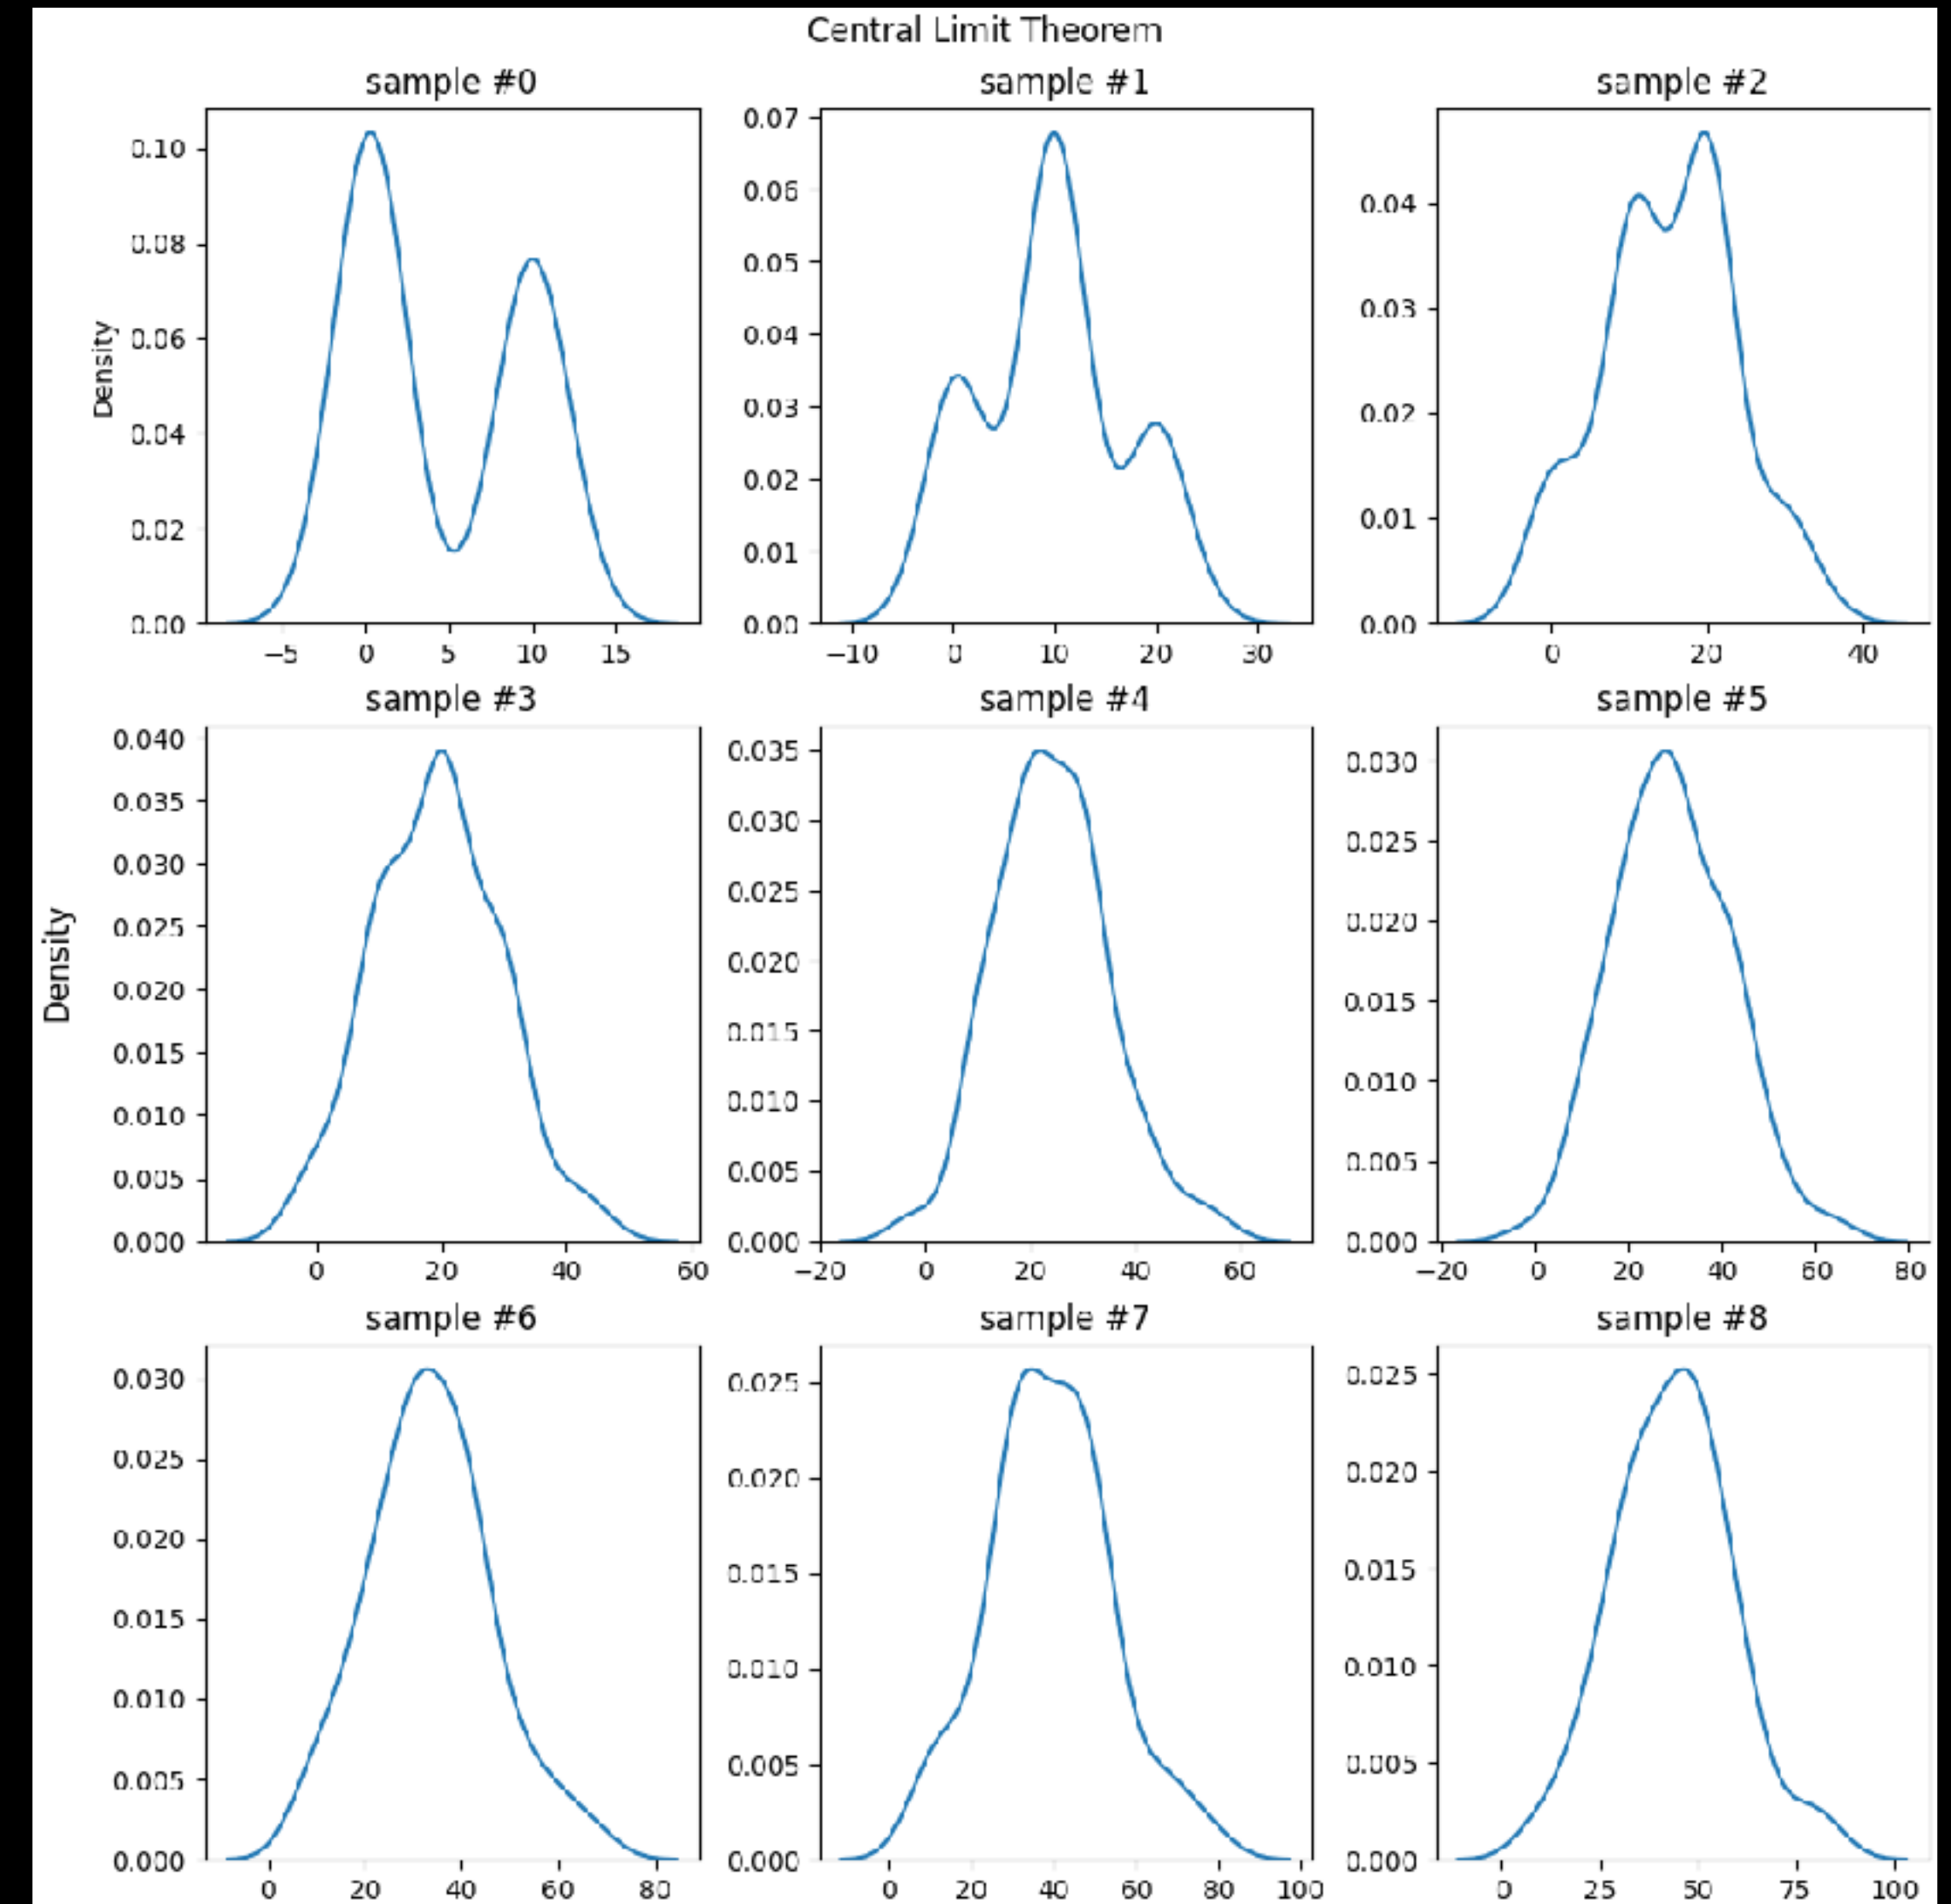 Central Limit Theorem
sample #0
sample #1
sample #2
Density
0.10
0.08
0.06
0.04
0.02
0.00
−5 0 5 10 15
0.07
0.06
0.05
0.04
0.03
0.02
0.01
0.00
−10 0 10 20 30
0.04
0.03
0.02
0.01
0.00
0 20 40
sample #3
sample #4
sample #5
Density
0.040
0.035
0.030
0.025
0.020
0.015
0.010
0.005
0.000
0 20 40 60
0.035
0.030
0.025
0.020
0.015
0.010
0.005
0.000
−20 0 20 40 60
0.030
0.025
0.020
0.015
0.010
0.005
0.000
−20 0 20 40 60 80
sample #6
sample #7
sample #8
0.030
0.025
0.020
0.015
0.010
0.005
0.000
0 20 40 60 80
0.025
0.020
0.015
0.010
0.005
0.000
0 20 40 60 80 100
0.025
0.020
0.015
0.010
0.005
0.000
0 25 50 75 100